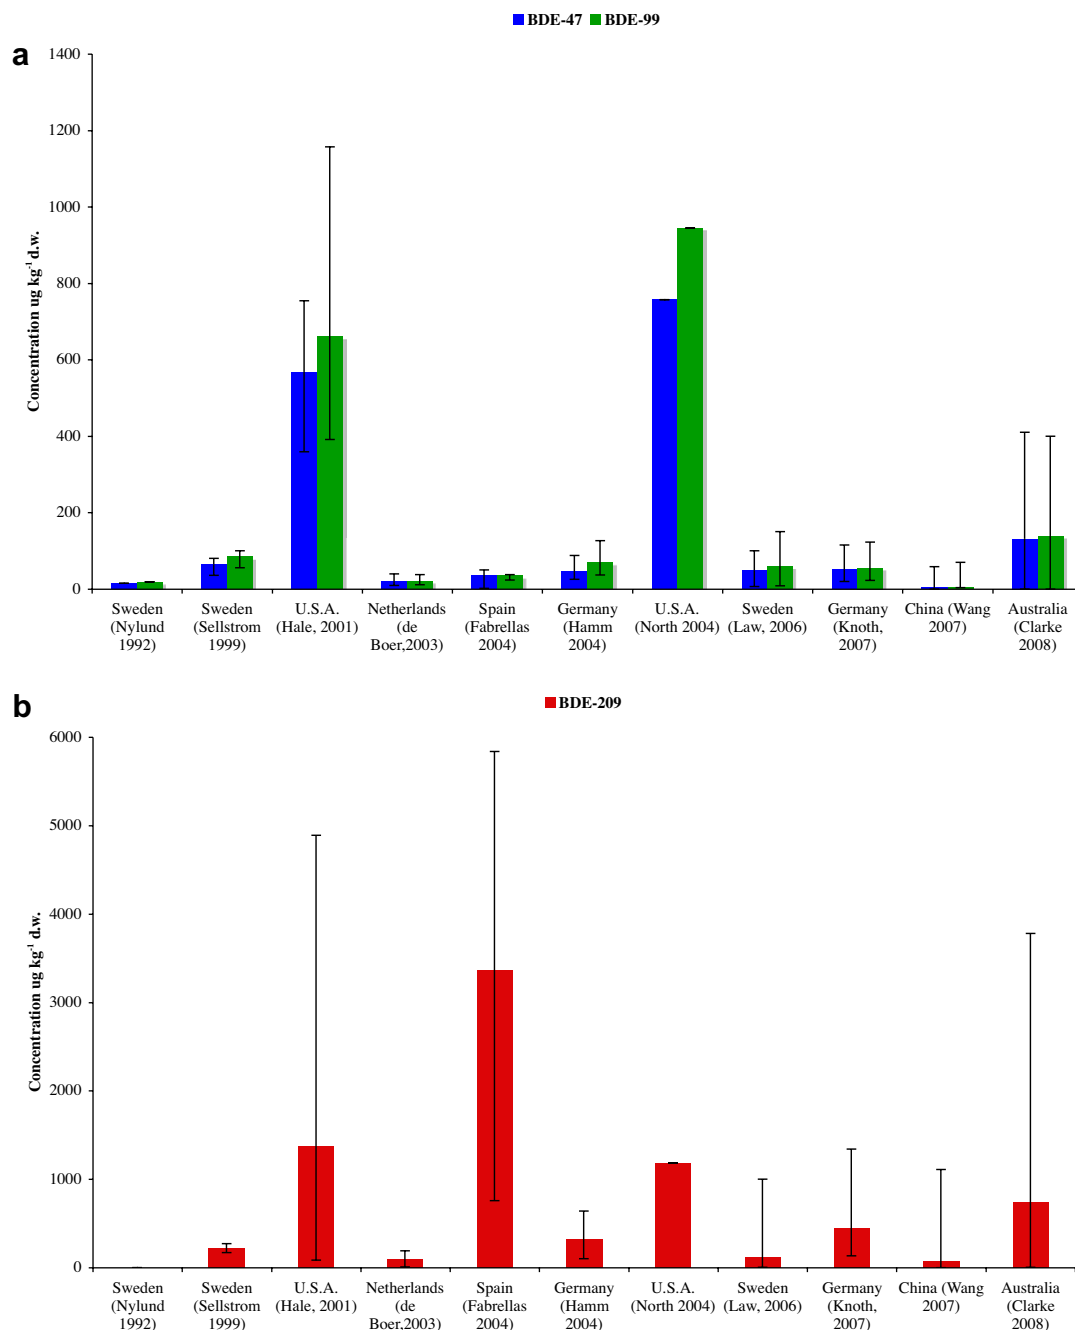 BDE-47 BDE-99
a
1400
1200
1000
800
600
400
200
0
Concentration ug kg-1 d.w.
Sweden (Nylund 1992)
Sweden (Sellstrom 1999)
U.S.A. (Hale, 2001)
Netherlands (de Boer,2003)
Spain (Fabrellas 2004)
Germany (Hamm 2004)
U.S.A. (North 2004)
Sweden (Law, 2006)
Germany (Knoth, 2007)
China (Wang 2007)
Australia (Clarke 2008)
b
BDE-209
6000
5000
4000
3000
2000
1000
0
Concentration ug kg-1 d.w.
Sweden (Nylund 1992)
Sweden (Sellstrom 1999)
U.S.A. (Hale, 2001)
Netherlands (de Boer,2003)
Spain (Fabrellas 2004)
Germany (Hamm 2004)
U.S.A. (North 2004)
Sweden (Law, 2006)
Germany (Knoth, 2007)
China (Wang 2007)
Australia (Clarke 2008)